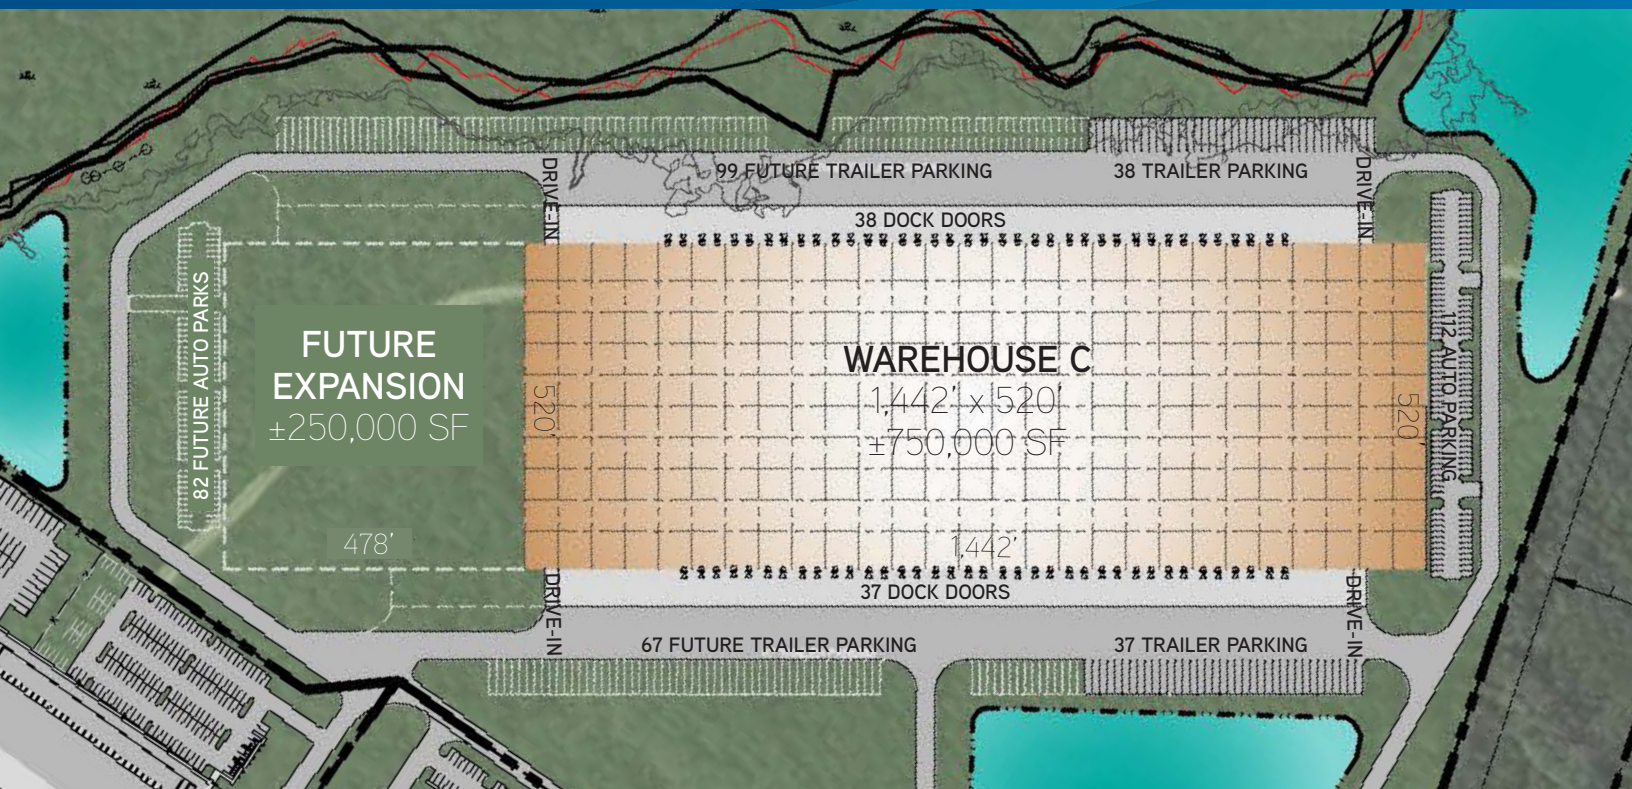 99 FUTURE TRAILER PARKING
38 TRAILER PARKING
DRIVE-IN
DRIVE-IN
38 DOCK DOORS
82 FUTURE AUTO PARKS
FUTURE
EXPANSION
±250,000 SF
478'
520'
WAREHOUSE C
1,442' x 520'
±750,000 SF
1,442'
520'
112 AUTO PARKING
37 DOCK DOORS
DRIVE-IN
DRIVE-IN
67 FUTURE TRAILER PARKING
37 TRAILER PARKING